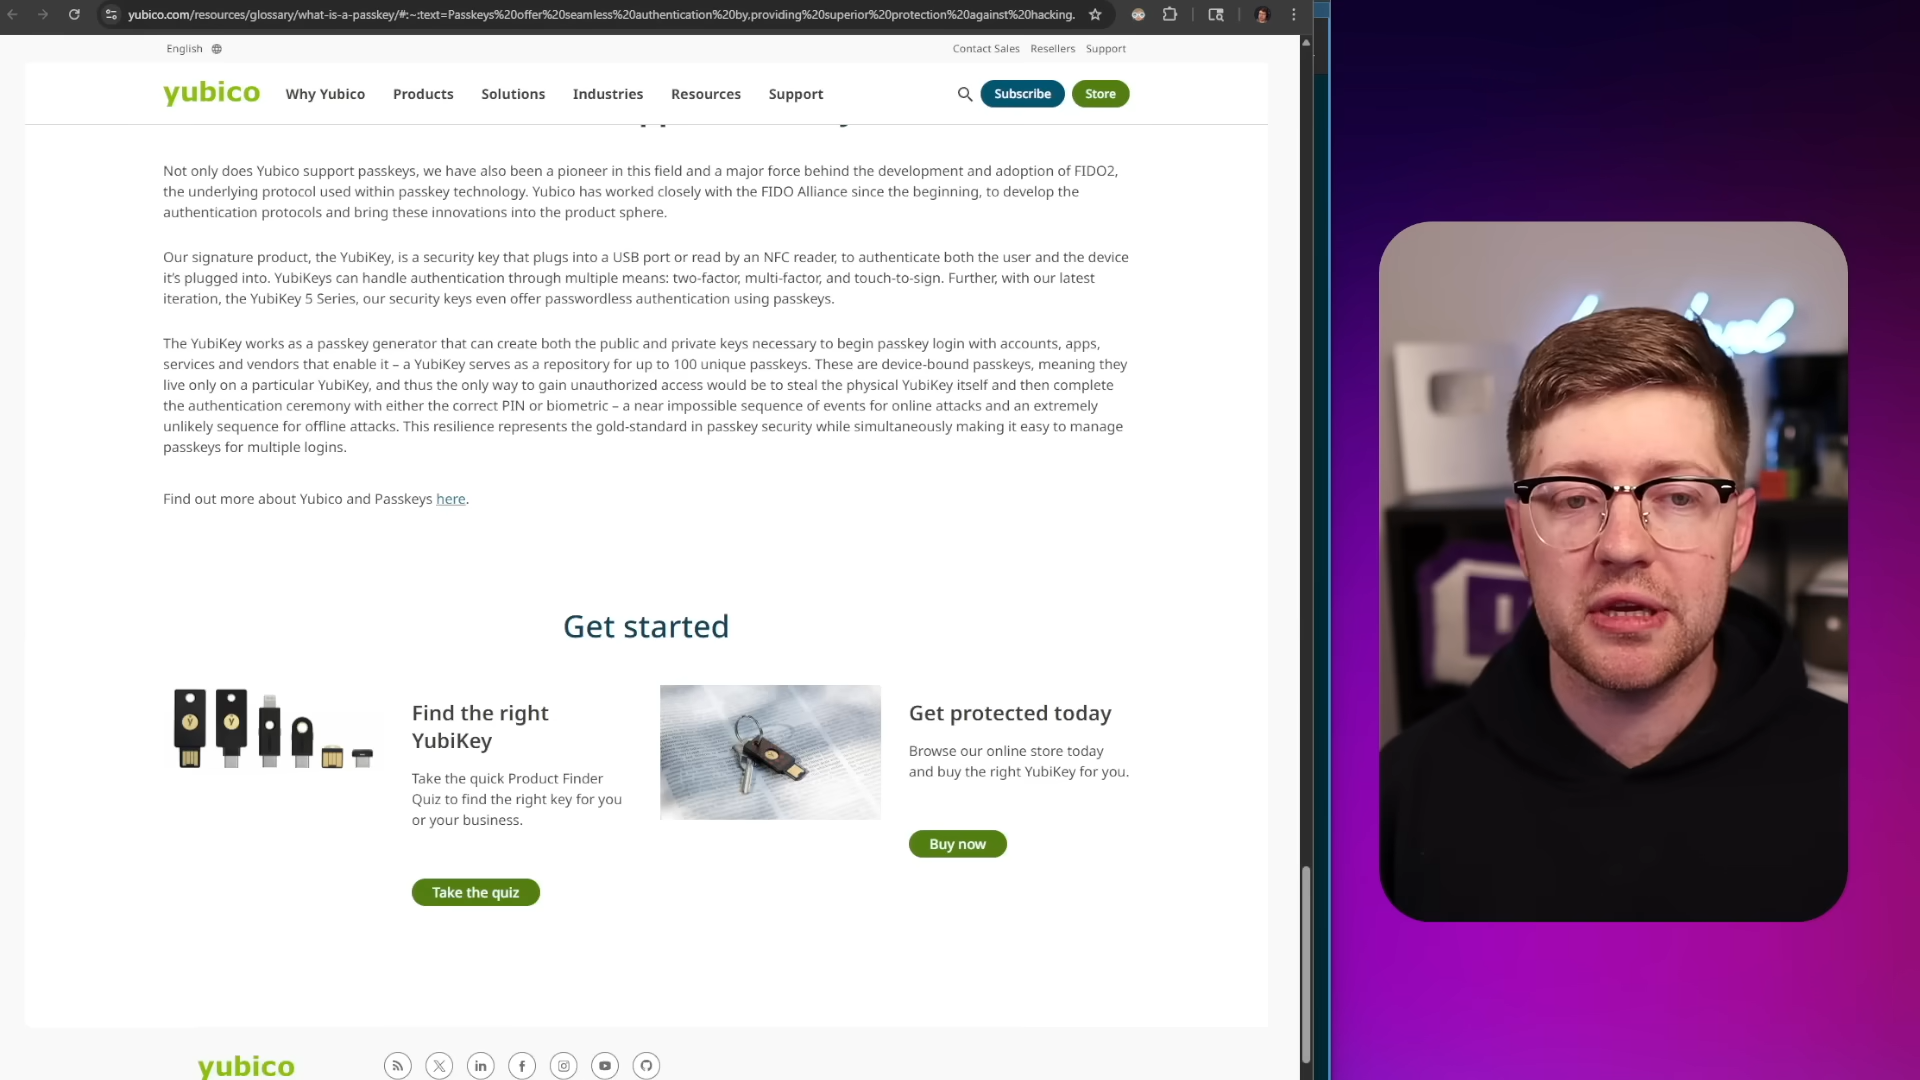 yubico.com/resources/glossary/what-is-a-passkey/#:~:text=Passkeys%20offer%20seamless%20authentication%20by,providing%20superior%20protection%20against%20hacking.
English
Contact Sales Resellers Support
yubico Why Yubico Products Solutions Industries Resources Support Subscribe Store
Not only does Yubico support passkeys, we have also been a pioneer in this field and a major force behind the development and adoption of FIDO2,
the underlying protocol used within passkey technology. Yubico has worked closely with the FIDO Alliance since the beginning, to develop the
authentication protocols and bring these innovations into the product sphere.
Our signature product, the YubiKey, is a security key that plugs into a USB port or read by an NFC reader, to authenticate both the user and the device
it's plugged into. YubiKeys can handle authentication through multiple means: two-factor, multi-factor, and touch-to-sign. Further, with our latest
iteration, the YubiKey 5 Series, our security keys even offer passwordless authentication using passkeys.
The YubiKey works as a passkey generator that can create both the public and private keys necessary to begin passkey login with accounts, apps,
services and vendors that enable it – a YubiKey serves as a repository for up to 100 unique passkeys. These are device-bound passkeys, meaning they
live only on a particular YubiKey, and thus the only way to gain unauthorized access would be to steal the physical YubiKey itself and then complete
the authentication ceremony with either the correct PIN or biometric – a near impossible sequence of events for online attacks and an extremely
unlikely sequence for offline attacks. This resilience represents the gold-standard in passkey security while simultaneously making it easy to manage
passkeys for multiple logins.
Find out more about Yubico and Passkeys here.
Get started
Find the right
YubiKey
Take the quick Product Finder
Quiz to find the right key for you
or your business.
Take the quiz
Get protected today
Browse our online store today
and buy the right YubiKey for you.
Buy now
yubico